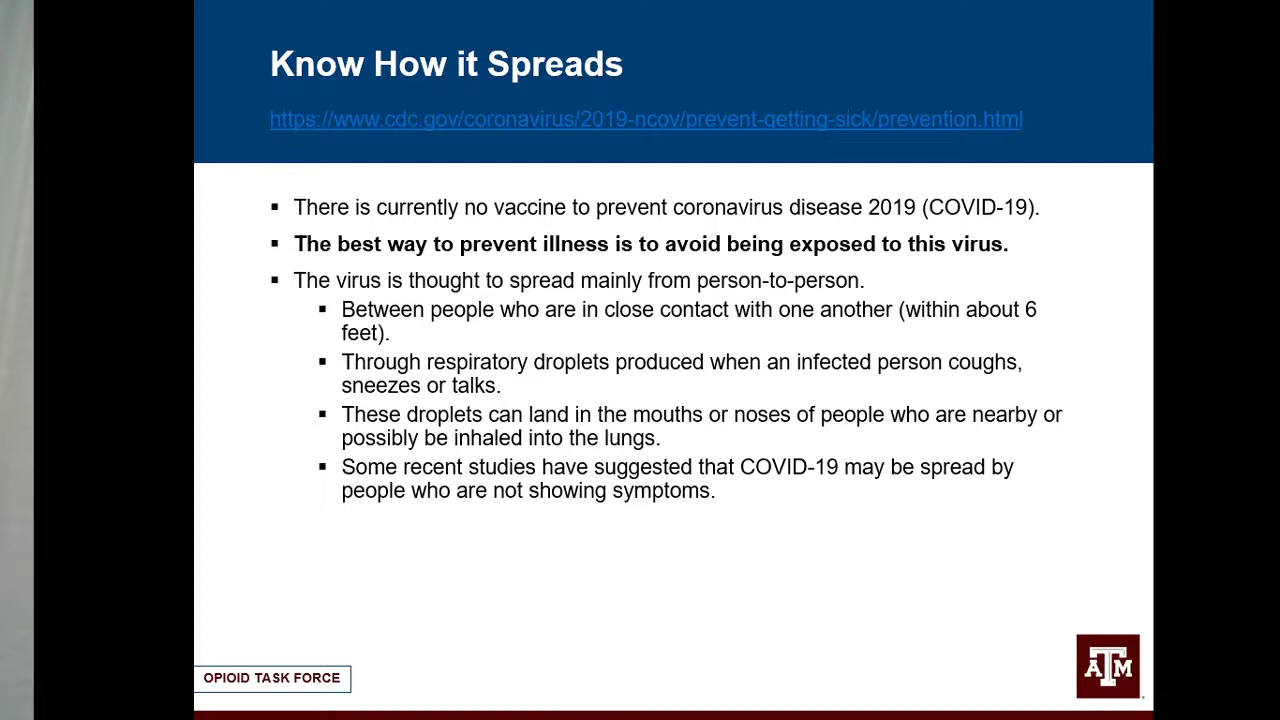 Know How it Spreads
https://www.cdc.gov/coronavirus/2019-ncov/prevent-getting-sick/prevention.html
▪ There is currently no vaccine to prevent coronavirus disease 2019 (COVID-19).
▪ The best way to prevent illness is to avoid being exposed to this virus.
▪ The virus is thought to spread mainly from person-to-person.
▪ Between people who are in close contact with one another (within about 6
feet).
▪ Through respiratory droplets produced when an infected person coughs,
sneezes or talks.
▪ These droplets can land in the mouths or noses of people who are nearby or
possibly be inhaled into the lungs.
▪ Some recent studies have suggested that COVID-19 may be spread by
people who are not showing symptoms.
OPIOID TASK FORCE
ATM